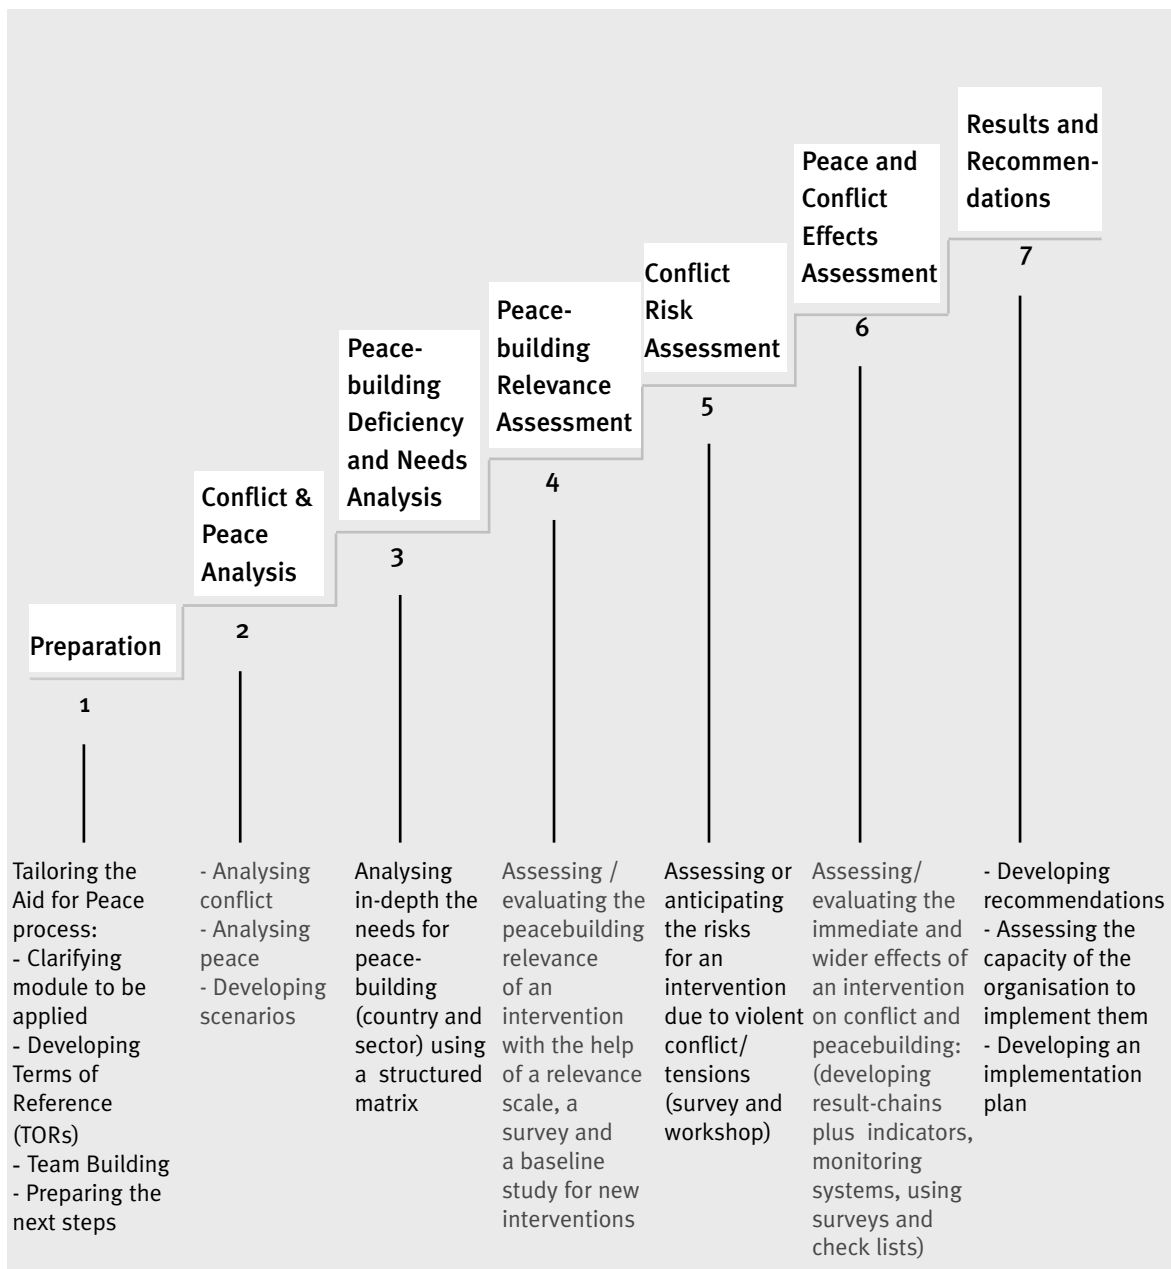 Preparation
1
Conflict &
Peace
Analysis
2
Peace-
building
Deficiency
and Needs
Analysis
3
Peace-
building
Relevance
Assessment
4
Conflict
Risk
Assessment
5
Peace and
Conflict
Effects
Assessment
6
Results and
Recommen-
dations
7
Tailoring the
Aid for Peace
process:
- Clarifying
module to be
applied
- Developing
Terms of
Reference
(TORs)
- Team Building
- Preparing the
next steps
- Analysing
conflict
- Analysing
peace
- Developing
scenarios
Analysing
in-depth the
needs for
peace-
building
(country and
sector) using
a structured
matrix
Assessing /
evaluating the
peacebuilding
relevance
of an
intervention
with the help
of a relevance
scale, a
survey and
a baseline
study for new
interventions
Assessing or
anticipating
the risks
for an
intervention
due to violent
conflict/
tensions
(survey and
workshop)
Assessing/
evaluating the
immediate and
wider effects of
an intervention
on conflict and
peacebuilding:
(developing
result-chains
plus indicators,
monitoring
systems, using
surveys and
check lists)
- Developing
recommendations
- Assessing the
capacity of the
organisation to
implement them
- Developing an
implementation
plan